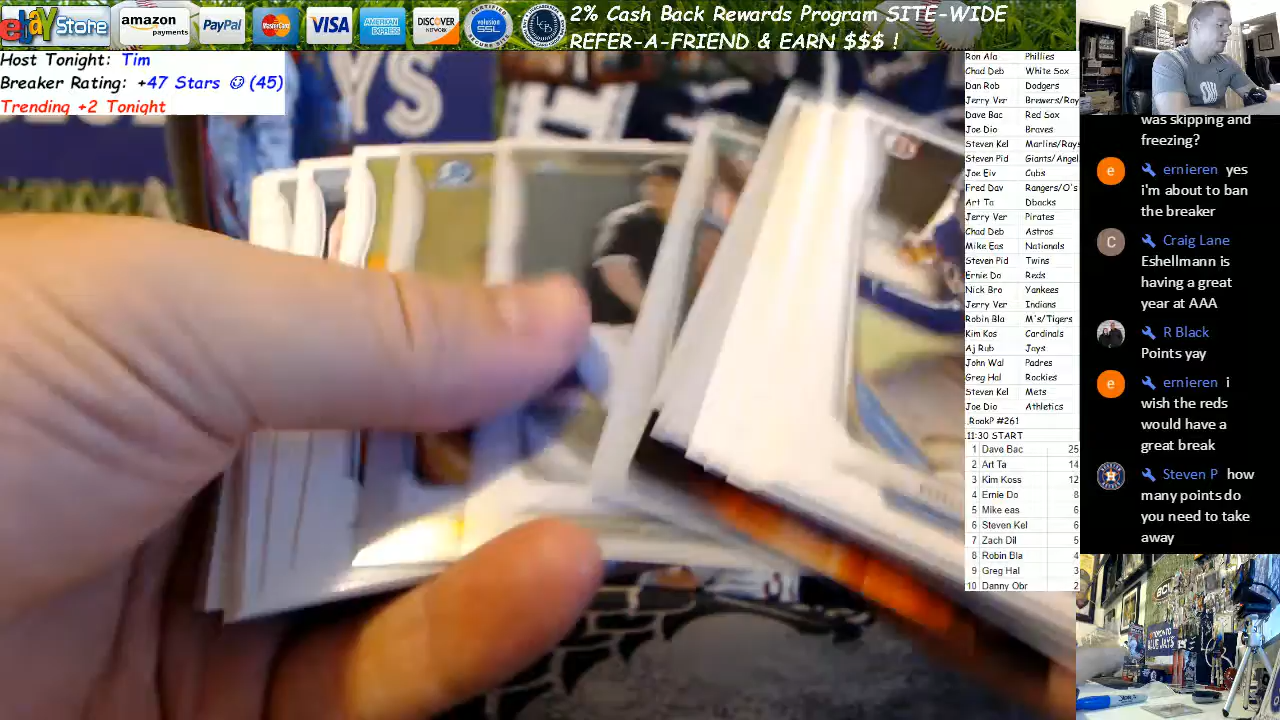 ebay Store
amazon payments
PayPal
MasterCard
VISA
AMERICAN EXPRESS
DISCOVER NETWORK
volusion SSL
2% Cash Back Rewards Program SITE-WIDE
REFER-A-FRIEND & EARN $$$ !
Host Tonight: Tim
Breaker Rating: +47 Stars ☺ (45)
Trending +2 Tonight
Ron Ala Phillies
Chad Deb White Sox
Dan Rob Dodgers
Jerry Ver Brewers/Roy
Dave Bac Red Sox
Joe Dio Braves
Steven Kel Marlins/Rays
Steven Pid Giants/Angel
Joe Eiv Cubs
Fred Dav Rangers/O's
Art Ta Dbacks
Jerry Ver Pirates
Chad Deb Astros
Mike Eas Nationals
Steven Pid Twins
Ernie Do Reds
Nick Bro Yankees
Jerry Ver Indians
Robin Bla M's/Tigers
Kim Kos Cardinals
Aj Rub Jays
John Wal Padres
Greg Hal Rockies
Steven Kel Mets
Joe Dio Athletics
RookP #261
11:30 START
1 Dave Bac 25
2 Art Ta 14
3 Kim Koss 12
4 Ernie Do 8
5 Mike eas 6
6 Steven Kel 6
7 Zach Dil 5
8 Robin Bla 4
9 Greg Hal 3
10 Danny Obr 2
was skipping and
freezing?
e ernieren yes
i'm about to ban
the breaker
C Craig Lane
Eshellmann is
having a great
year at AAA
R Black
Points yay
e ernieren i
wish the reds
would have a
great break
Steven P how
many points do
you need to take
away